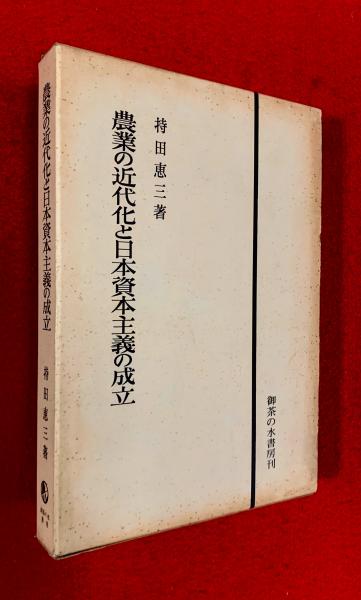 持田恵三著
農業の近代化と日本資本主義の成立
御茶の水書房刊
農業の近代化と日本資本主義の成立
持田恵三著